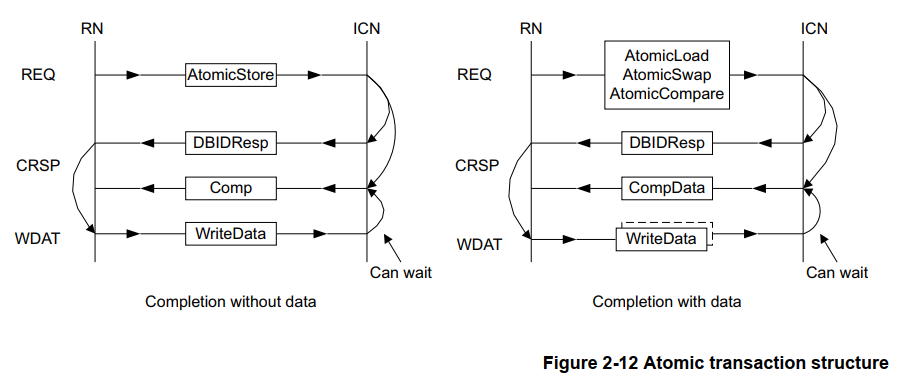 RN
ICN
REQ
AtomicStore
DBIDResp
CRSP
Comp
WDAT
WriteData
Can wait
Completion without data
RN
ICN
REQ
AtomicLoad
AtomicSwap
AtomicCompare
DBIDResp
CRSP
CompData
WDAT
WriteData
Can wait
Completion with data
Figure 2-12 Atomic transaction structure